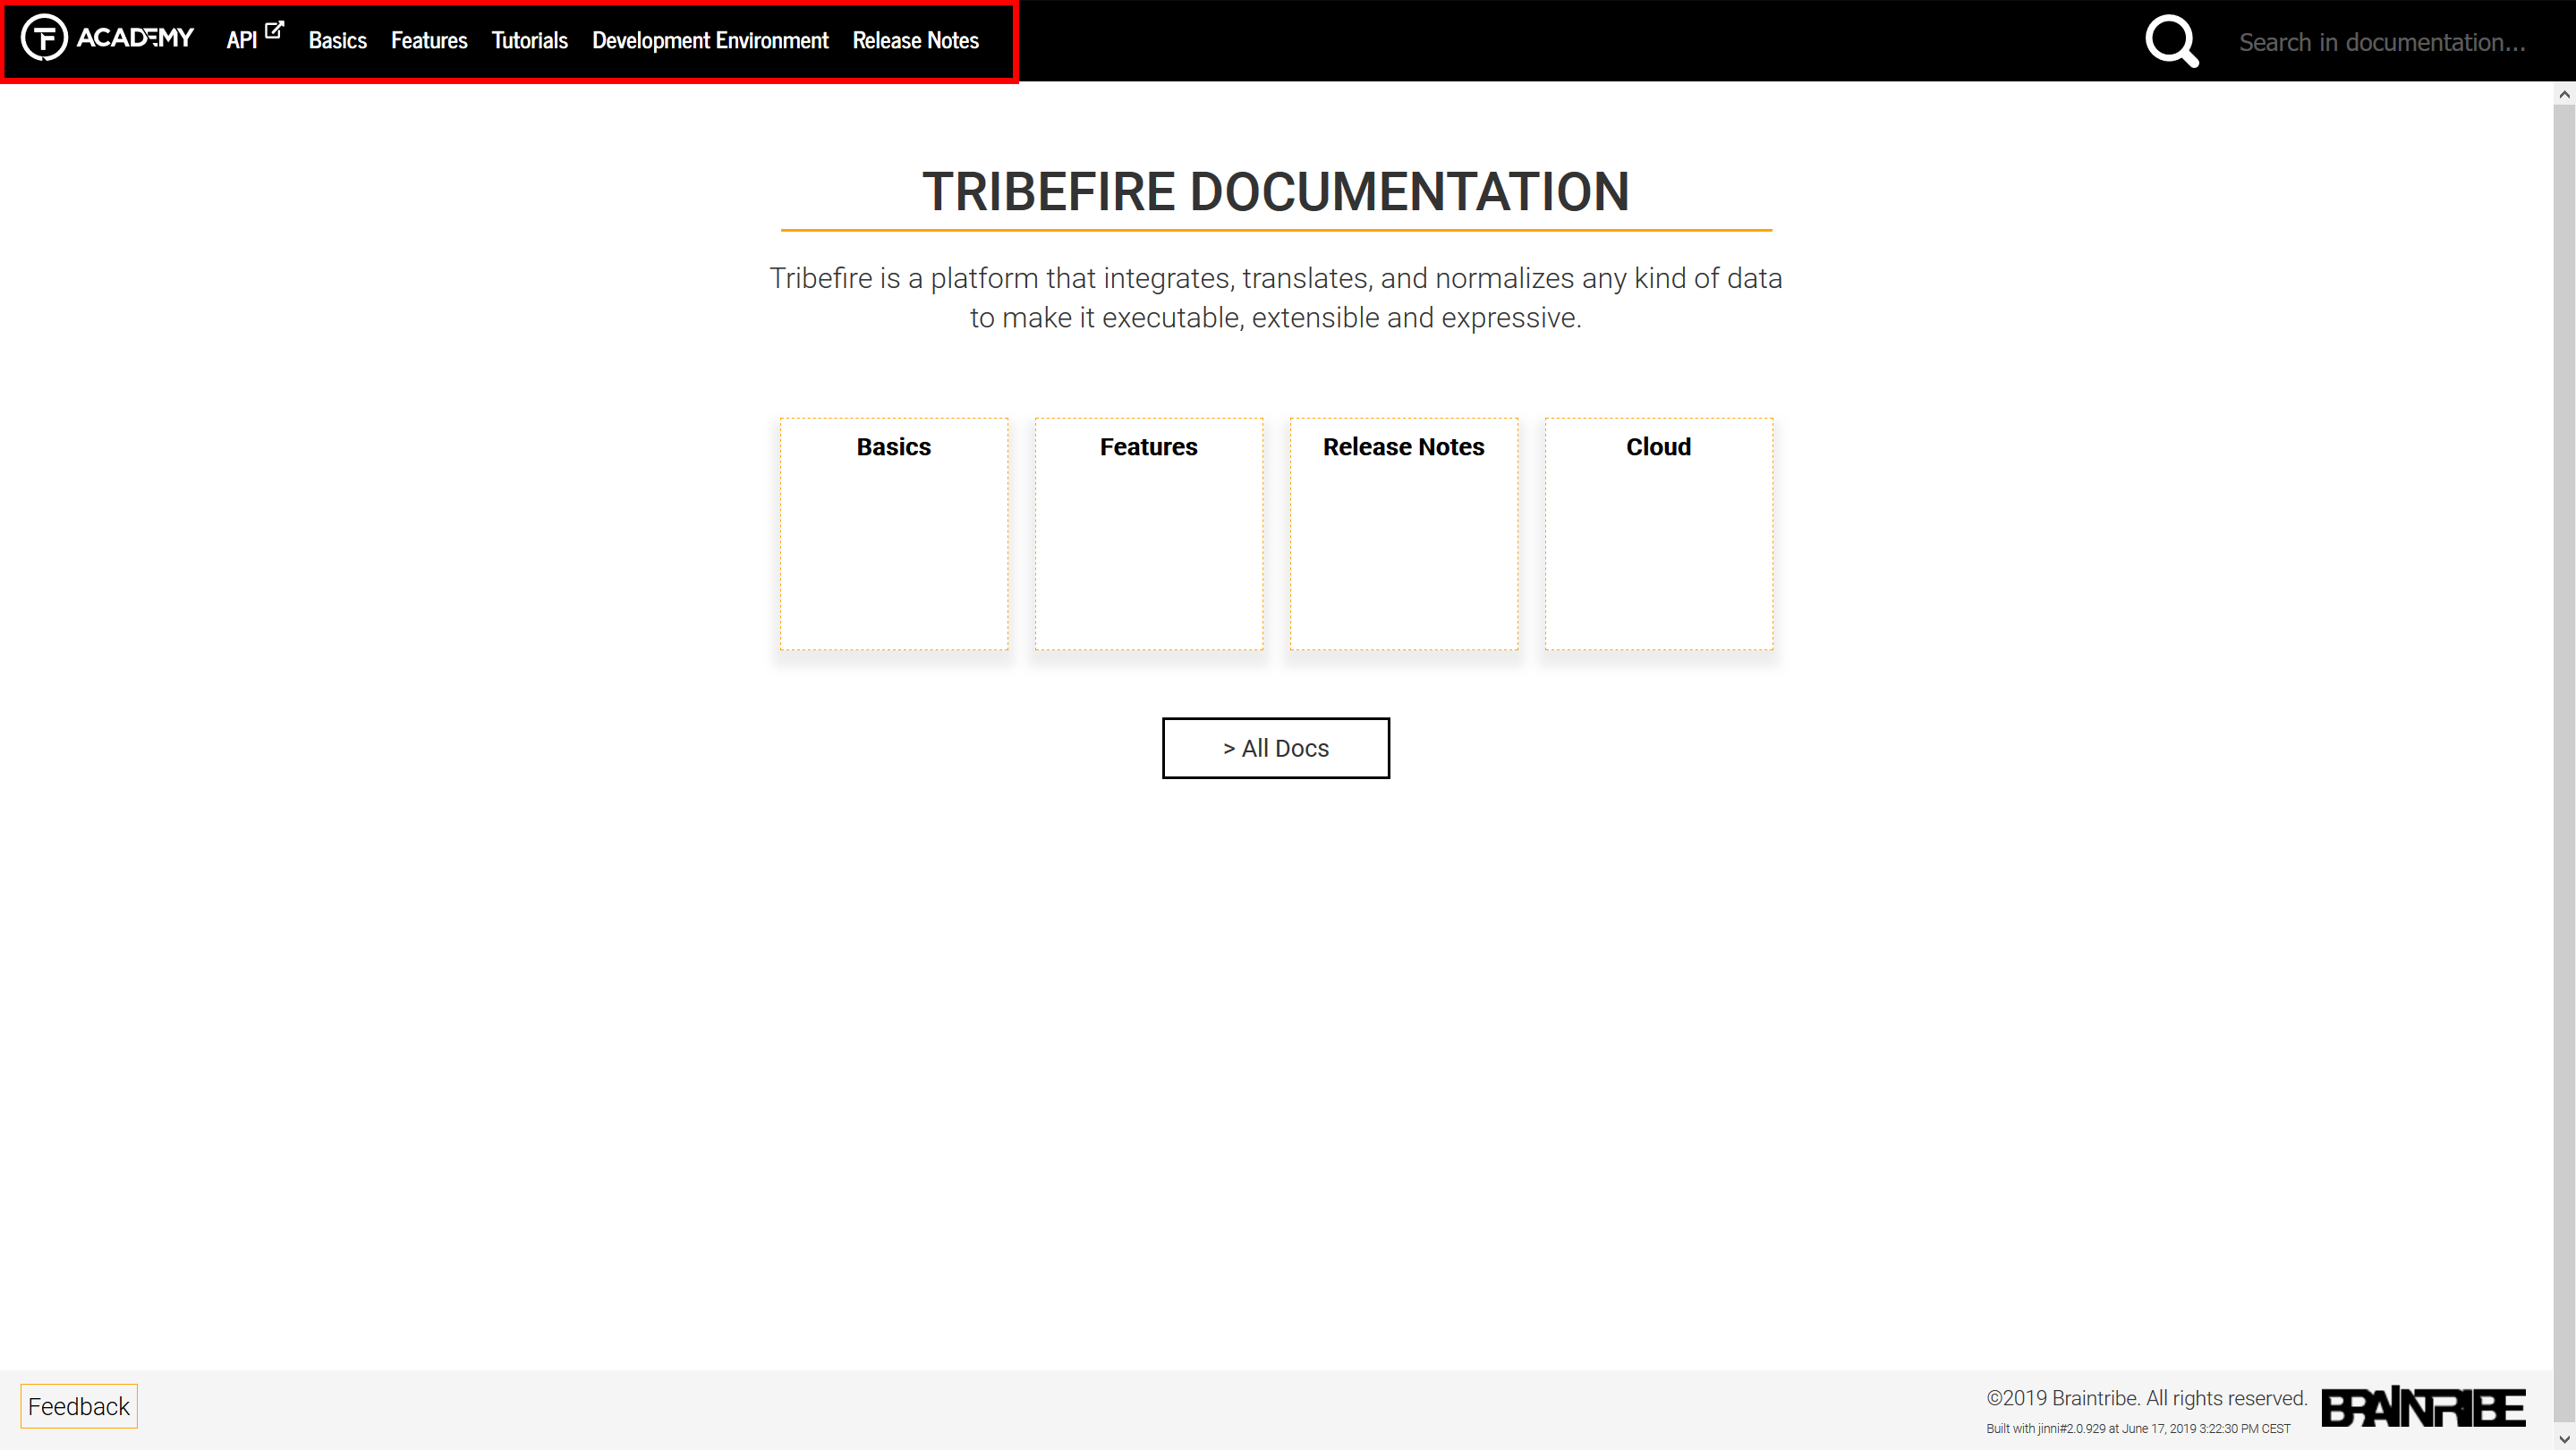 TF ACADEMY API Basics Features Tutorials Development Environment Release Notes Search in documentation...
TRIBEFIRE DOCUMENTATION
Tribefire is a platform that integrates, translates, and normalizes any kind of data
to make it executable, extensible and expressive.
Basics Features Release Notes Cloud
> All Docs
Feedback
©2019 Braintribe. All rights reserved.
Built with jinni#2.0.929 at June 17, 2019 3:22:30 PM CEST
BRAINTRIBE